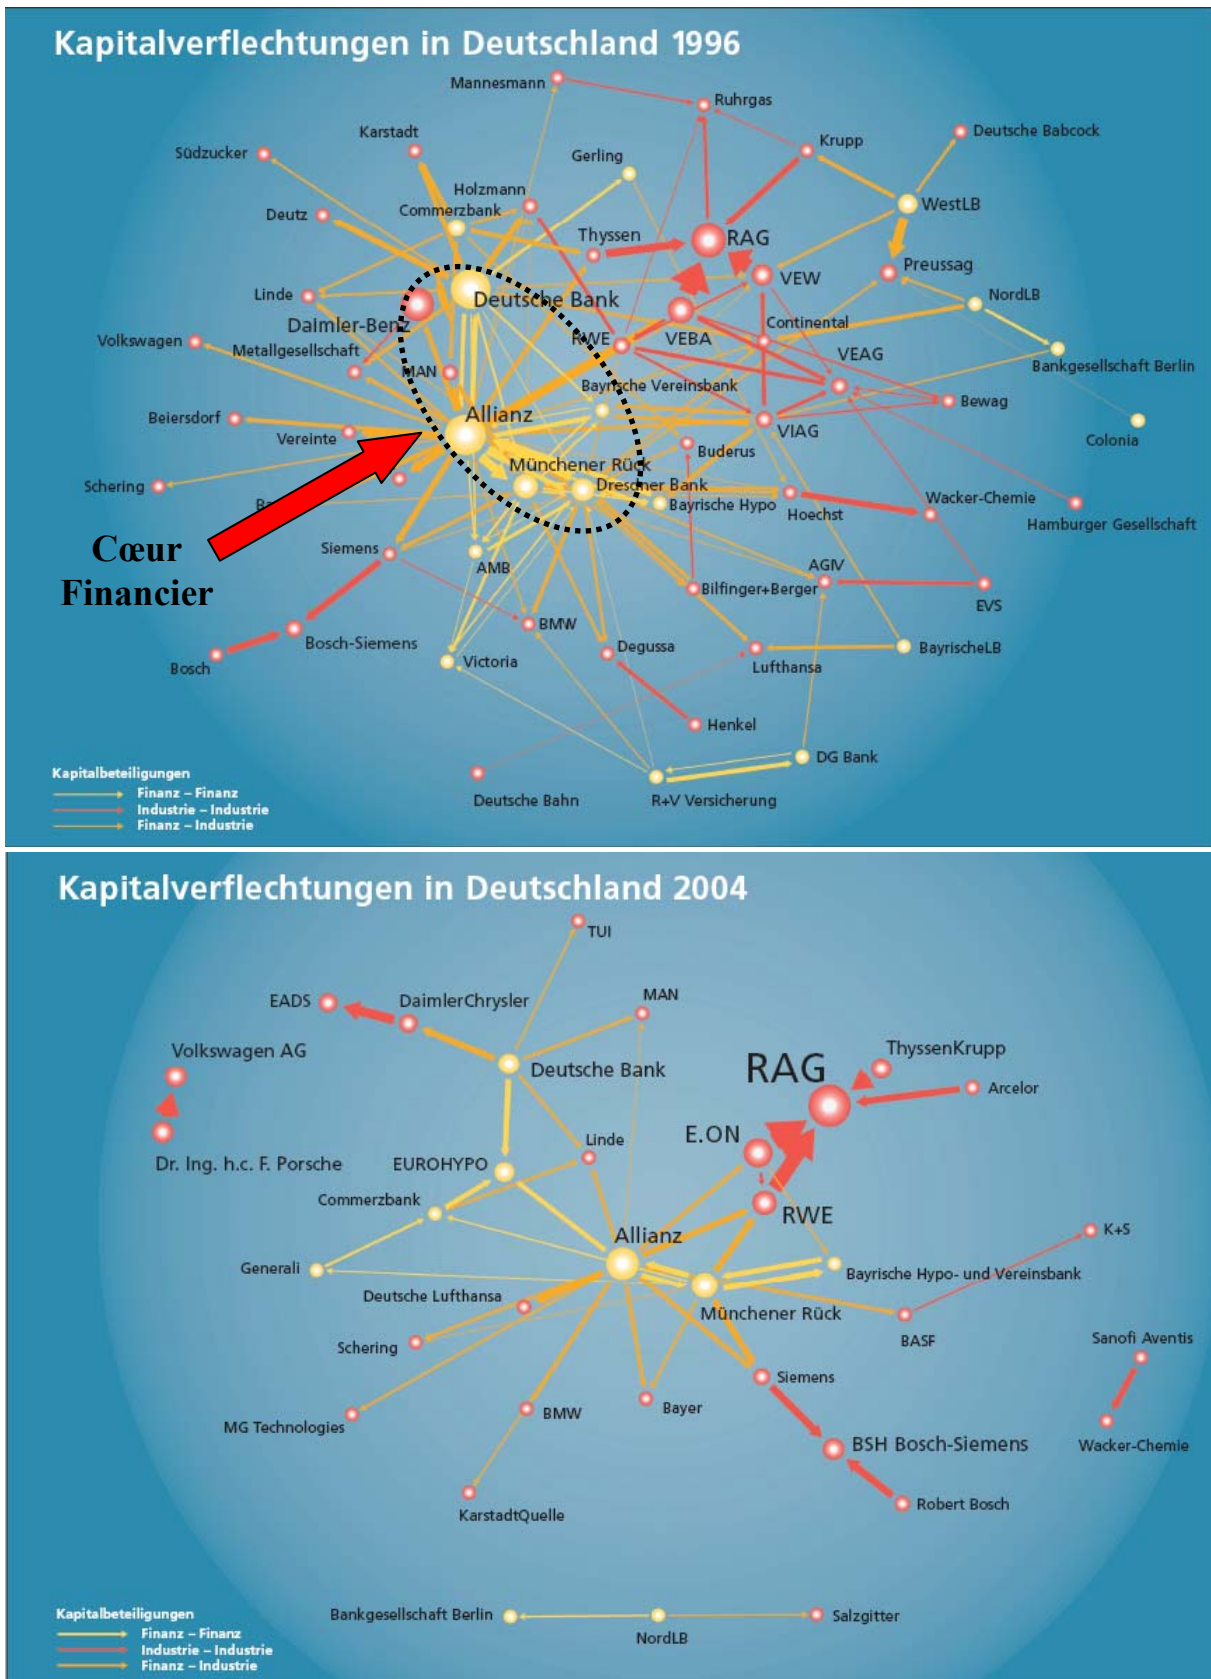 Kapitalverflechtungen in Deutschland 1996
Mannesmann
Ruhrgas
Karstadt
Krupp
Deutsche Babcock
Südzucker
Gerling
Holzmann
WestLB
Deutz
Commerzbank
Thyssen
RAG
Preussag
VEW
Linde
Deutsche Bank
NordLB
Daimler-Benz
Continental
Volkswagen
RWE
VEBA
Metallgesellschaft
VEAG
MAN
Bankgesellschaft Berlin
Bayrische Vereinsbank
Bewag
Beiersdorf
Allianz
Vereinte
VIAG
Colonia
Buderus
Münchener Rück
Schering
Dresdner Bank
Bayrische Hypo
Hoechst
Wacker-Chemie
Hamburger Gesellschaft
Cœur
Financier
Siemens
AMB
AGIV
Bilfinger+Berger
EVS
BMW
Bosch-Siemens
Degussa
BayrischeLB
Bosch
Victoria
Lufthansa
Henkel
DG Bank
Kapitalbeteiligungen
Finanz – Finanz
Industrie – Industrie
Finanz – Industrie
Deutsche Bahn
R+V Versicherung
Kapitalverflechtungen in Deutschland 2004
TUI
EADS
DaimlerChrysler
MAN
Volkswagen AG
ThyssenKrupp
Deutsche Bank
RAG
Arcelor
E.ON
Linde
Dr. Ing. h.c. F. Porsche
EUROHYPO
Commerzbank
RWE
Allianz
K+S
Generali
Bayrische Hypo- und Vereinsbank
Deutsche Lufthansa
Münchener Rück
Schering
BASF
Sanofi Aventis
Siemens
MG Technologies
BMW
Bayer
BSH Bosch-Siemens
Wacker-Chemie
KarstadtQuelle
Robert Bosch
Kapitalbeteiligungen
Finanz – Finanz
Industrie – Industrie
Finanz – Industrie
Bankgesellschaft Berlin
NordLB
Salzgitter